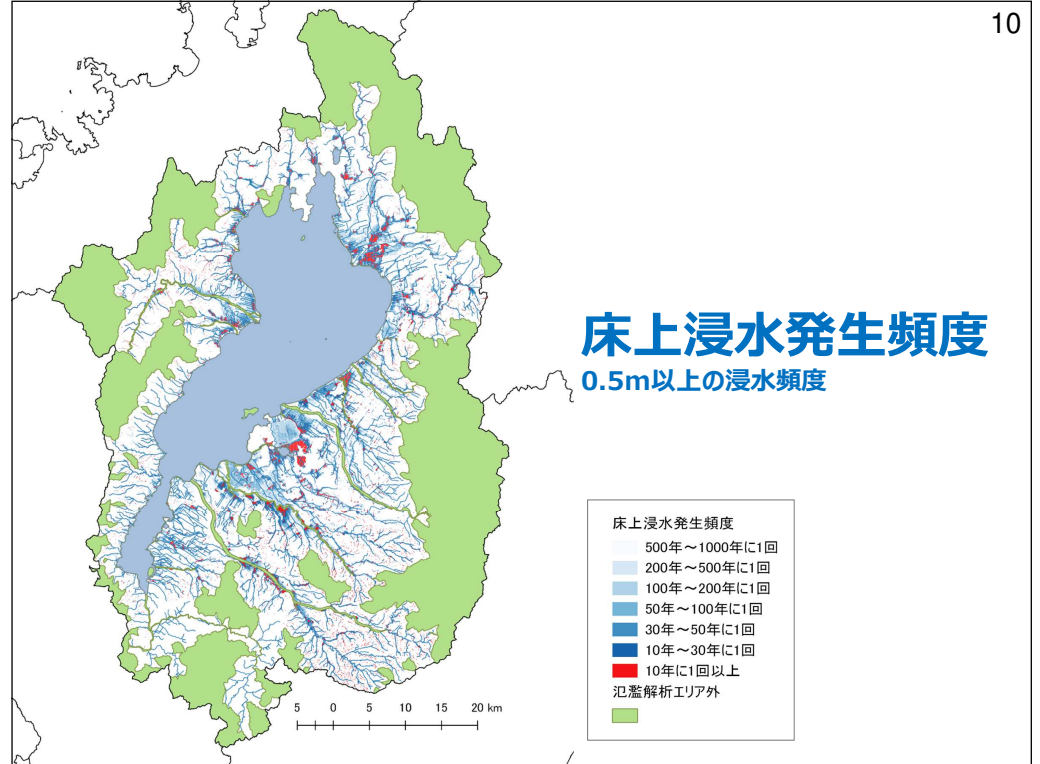 10
床上浸水発生頻度
0.5m以上の浸水頻度
床上浸水発生頻度
500年～1000年に1回
200年～500年に1回
100年～200年に1回
50年～100年に1回
30年～50年に1回
10年～30年に1回
10年に1回以上
氾濫解析エリア外
5 0 5 10 15 20 km